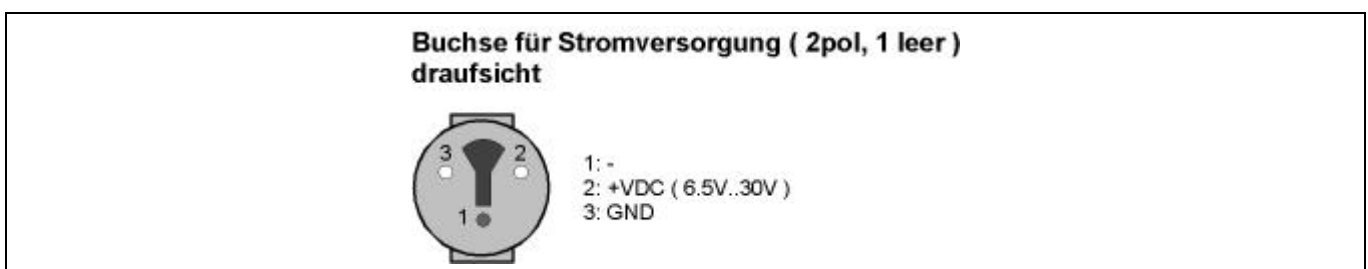 Buchse für Stromversorgung ( 2pol, 1 leer )
draufsicht
3 2
1
1: -
2: +VDC ( 6.5V..30V )
3: GND